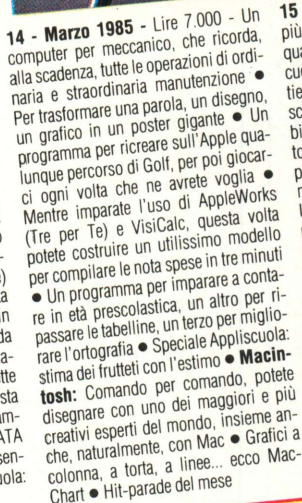 14 - Marzo 1985 - Lire 7.000 - Un
computer per meccanico, che ricorda,
alla scadenza, tutte le operazioni di ordi-
naria e straordinaria manutenzione ●
Per trasformare una parola, un disegno,
un grafico in un poster gigante ● Un
programma per ricreare sull'Apple qua-
lunque percorso di Golf, per poi giocar-
ci ogni volta che ne avrete voglia ●
Mentre imparate l'uso di AppleWorks
(Tre per Te) e VisiCalc, questa volta
potete costruire un utilissimo modello
per compilare le nota spese in tre minuti
● Un programma per imparare a conta-
re in età prescolastica, un altro per ri-
passare le tabelline, un terzo per miglio-
rare l'ortografia ● Speciale Appliscuola:
stima dei frutteti con l'estimo ● Macin-
tosh: Comando per comando, potete
disegnare con uno dei maggiori e più
creativi esperti del mondo, insieme an-
che, naturalmente, con Mac ● Grafici a
colonna, a torta, a linee... ecco Mac-
Chart ● Hit-parade del mese
15
più